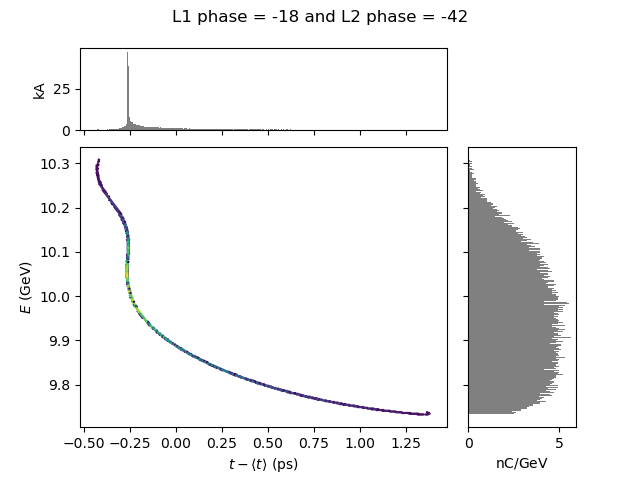 L1 phase = -18 and L2 phase = -42
kA
25
0
10.3
10.2
10.1
10.0
9.9
9.8
E (GeV)
−0.50 −0.25 0.00 0.25 0.50 0.75 1.00 1.25
t − ⟨t⟩ (ps)
0 5
nC/GeV